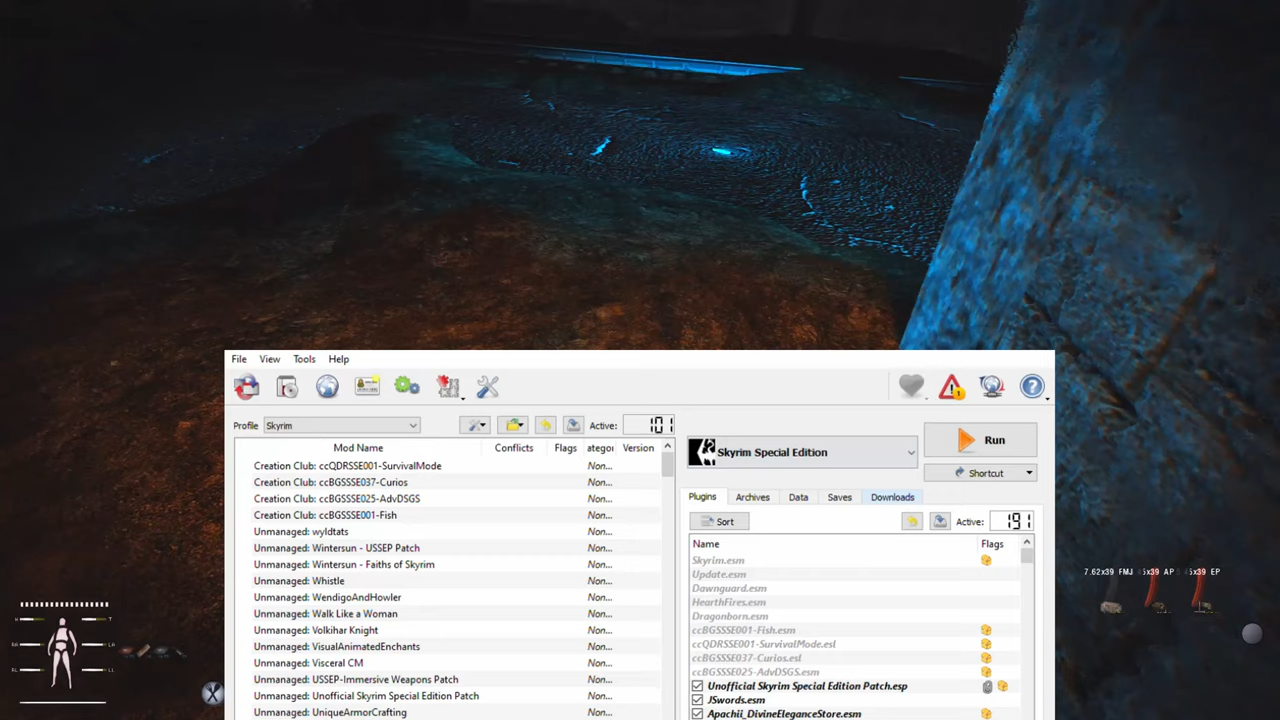 File View Tools Help
Profile Skyrim Active: 101
Mod Name Conflicts Flags ategor Version
Creation Club: ccQDRSSE001-SurvivalMode Non...
Creation Club: ccBGSSSE037-Curios Non...
Creation Club: ccBGSSSE025-AdvDSGS Non...
Creation Club: ccBGSSSE001-Fish Non...
Unmanaged: wyldtats Non...
Unmanaged: Wintersun - USSEP Patch Non...
Unmanaged: Wintersun - Faiths of Skyrim Non...
Unmanaged: Whistle Non...
Unmanaged: WendigoAndHowler Non...
Unmanaged: Walk Like a Woman Non...
Unmanaged: Volkihar Knight Non...
Unmanaged: VisualAnimatedEnchants Non...
Unmanaged: Visceral CM Non...
Unmanaged: USSEP-Immersive Weapons Patch Non...
Unmanaged: Unofficial Skyrim Special Edition Patch Non...
Unmanaged: UniqueArmorCrafting Non...
Skyrim Special Edition
Run
Shortcut
Plugins Archives Data Saves Downloads
Sort Active: 191
Name Flags
Skyrim.esm
Update.esm
Dawnguard.esm
HearthFires.esm
Dragonborn.esm
ccBGSSSE001-Fish.esm
ccQDRSSE001-SurvivalMode.esl
ccBGSSSE037-Curios.esl
ccBGSSSE025-AdvDSGS.esm
Unofficial Skyrim Special Edition Patch.esp
JSwords.esm
Apachii_DivineEleganceStore.esm
7.62x39 FMJ AP EP